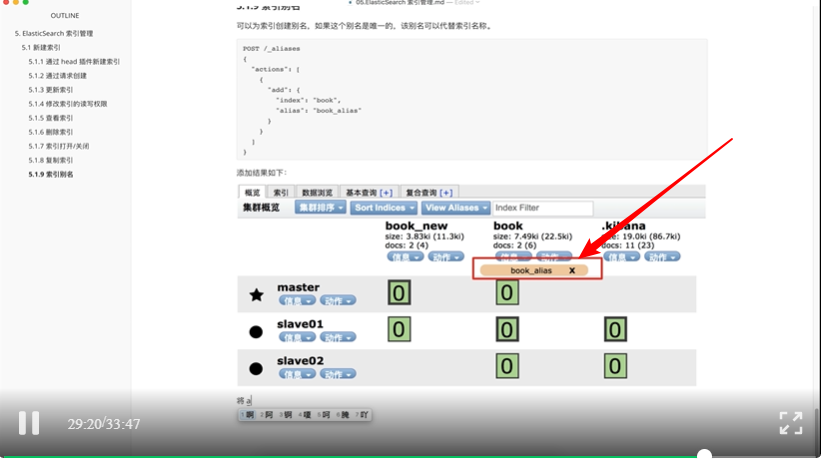 05.ElasticSearch 索引管理.md — Edited
OUTLINE
5. ElasticSearch 索引管理
5.1 新建索引
5.1.1 通过 head 插件新建索引
5.1.2 通过请求创建
5.1.3 更新索引
5.1.4 修改索引的读写权限
5.1.5 查看索引
5.1.6 删除索引
5.1.7 索引打开/关闭
5.1.8 复制索引
5.1.9 索引别名
5.1.9 索引别名
可以为索引创建别名，如果这个别名是唯一的，该别名可以代替索引名称。
POST /_aliases
{
"actions": [
{
"add": {
"index": "book",
"alias": "book_alias"
}
}
]
}
添加结果如下：
概览 索引 数据浏览 基本查询 [+] 复合查询 [+]
集群概览 集群排序 Sort Indices View Aliases Index Filter
book_new book .kibana
size: 3.83ki (11.3ki) size: 7.49ki (22.5ki) size: 19.0ki (86.7ki)
docs: 2 (4) docs: 2 (6) docs: 11 (23)
信息 动作 信息 动作 信息 动作
book_alias X
master
信息 动作
0 0
slave01
信息 动作
0 0 0
slave02
信息 动作
0 0
将 a
1 啊 2 阿 3 锕 4 嗄 5 呵 6 腌 7 吖
29:20/33:47